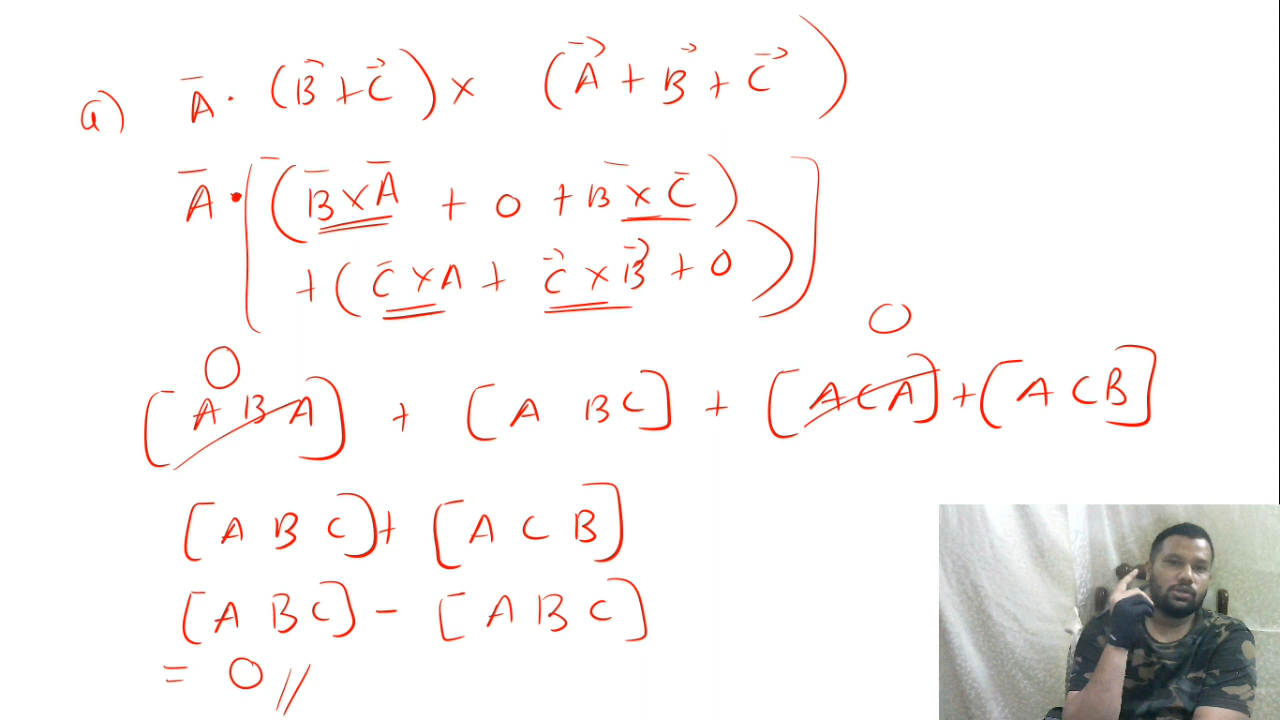 a) A̅ · (B⃗ + C⃗) × (A⃗ + B⃗ + C⃗)
A̅ · [(B̅ × A̅ + 0 + B̅ × C̅)
+ (C̅ × A + C⃗ × B⃗ + 0)]
0 0
[A B A] + [A B C] + [A C A] + [A C B]
[A B C] + [A C B]
[A B C] - [A B C]
= 0 //